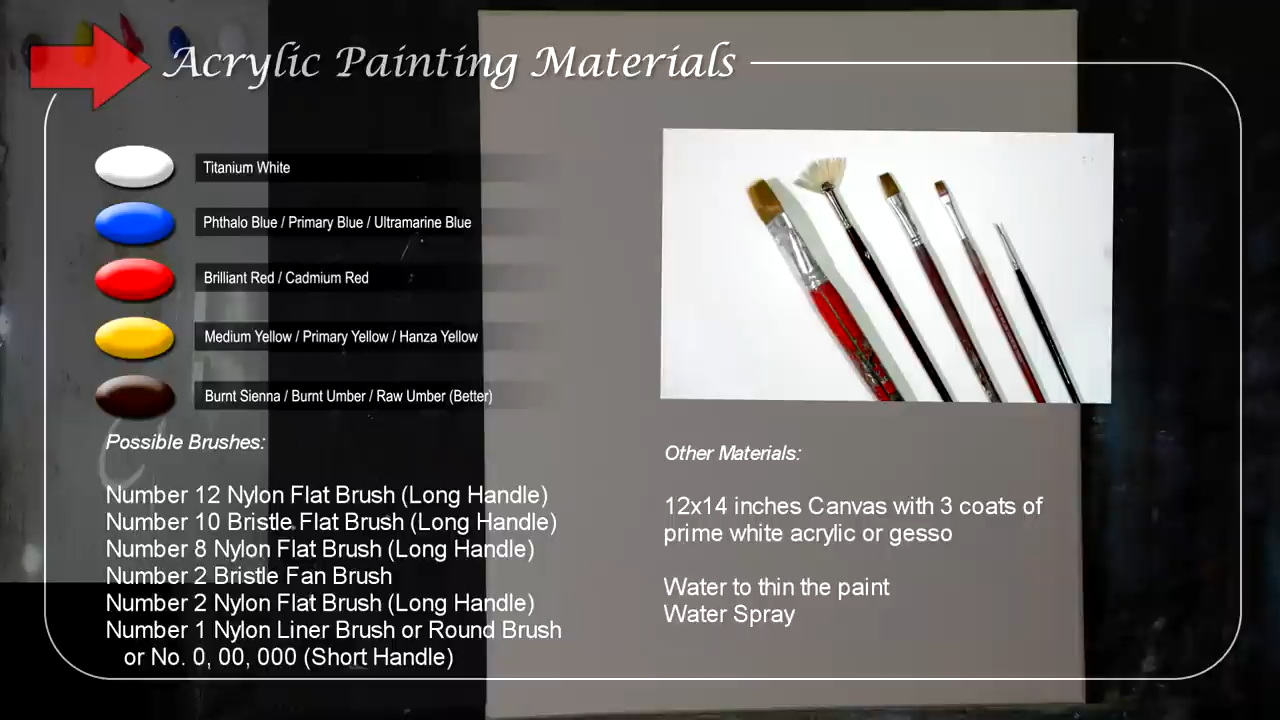 Acrylic Painting Materials
Titanium White
Phthalo Blue / Primary Blue / Ultramarine Blue
Brilliant Red / Cadmium Red
Medium Yellow / Primary Yellow / Hanza Yellow
Burnt Sienna / Burnt Umber / Raw Umber (Better)
Possible Brushes:
Number 12 Nylon Flat Brush (Long Handle)
Number 10 Bristle Flat Brush (Long Handle)
Number 8 Nylon Flat Brush (Long Handle)
Number 2 Bristle Fan Brush
Number 2 Nylon Flat Brush (Long Handle)
Number 1 Nylon Liner Brush or Round Brush
or No. 0, 00, 000 (Short Handle)
Other Materials:
12x14 inches Canvas with 3 coats of
prime white acrylic or gesso
Water to thin the paint
Water Spray